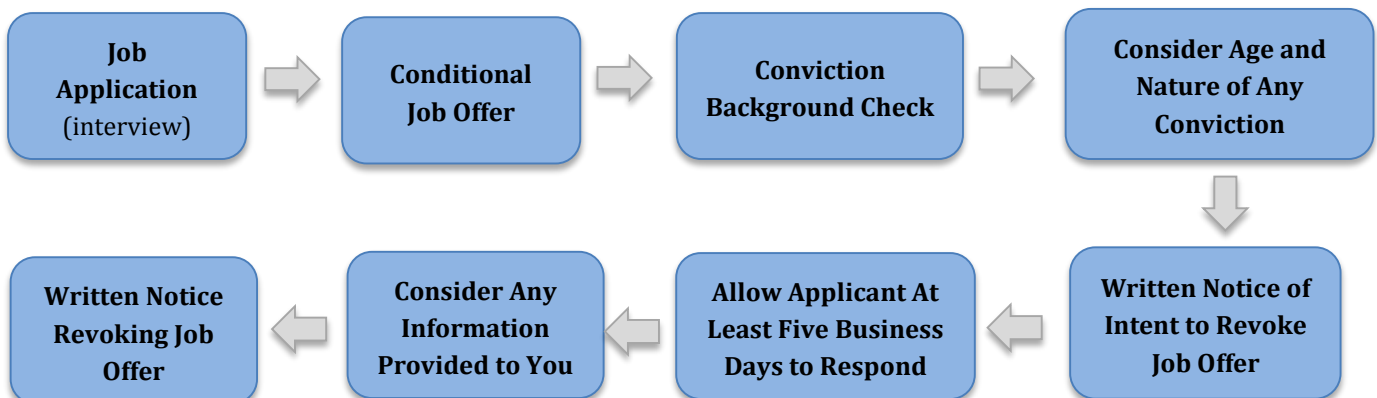 Job
Application
(interview)
Conditional
Job Offer
Conviction
Background Check
Consider Age and
Nature of Any
Conviction
Written Notice of
Intent to Revoke
Job Offer
Allow Applicant At
Least Five Business
Days to Respond
Consider Any
Information
Provided to You
Written Notice
Revoking Job
Offer